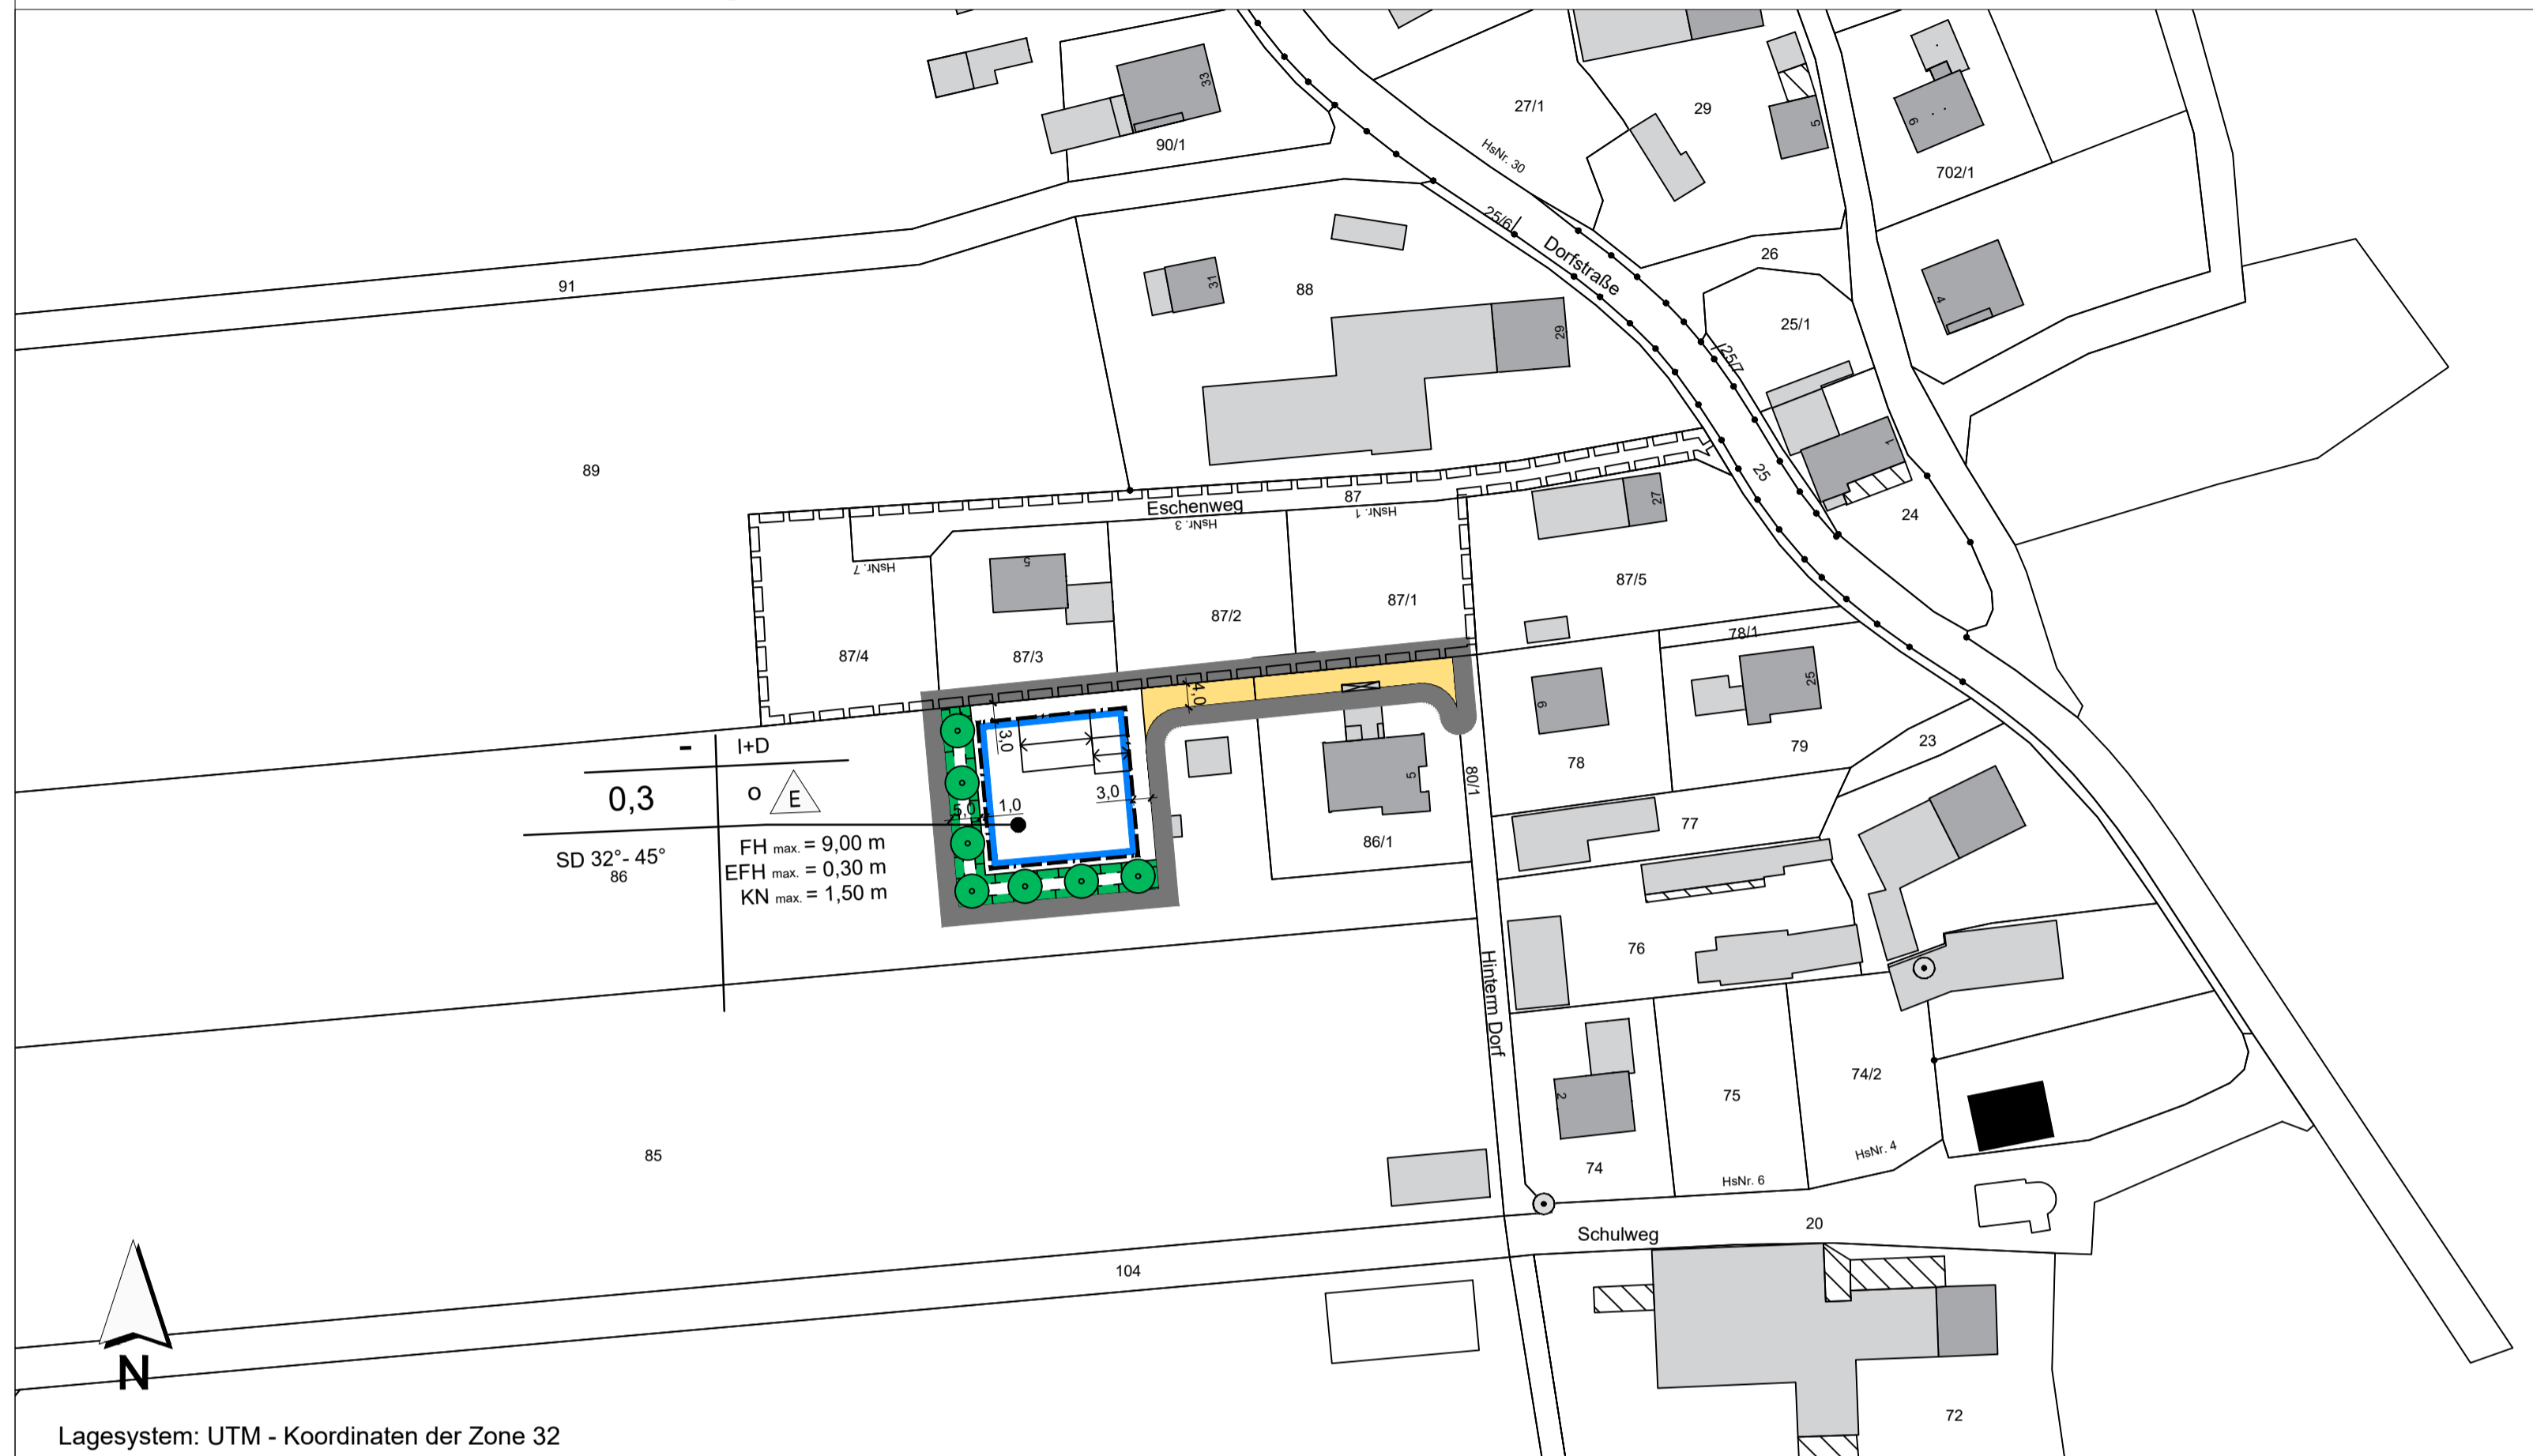 33
90/1
27/1
HsNr. 30
29
5
6
702/1
91
31
88
25/6
Dorfstraße
26
4
25/1
29
25/7
89
1
25
24
87
Eschenweg
HsNr. 3
HsNr. 1
27
HsNr. 7
5
87/5
87/2
87/1
87/4
87/3
78/1
4,0
25
6
78
79
23
-
I+D
0,3
o
E
3,0
5,0
1,0
3,0
5
80/1
SD 32°- 45°
86
FH max. = 9,00 m
EFH max. = 0,30 m
KN max. = 1,50 m
86/1
77
76
Hinterm Dorf
2
75
74/2
85
74
HsNr. 4
HsNr. 6
Schulweg
20
104
N
72
Lagesystem: UTM - Koordinaten der Zone 32